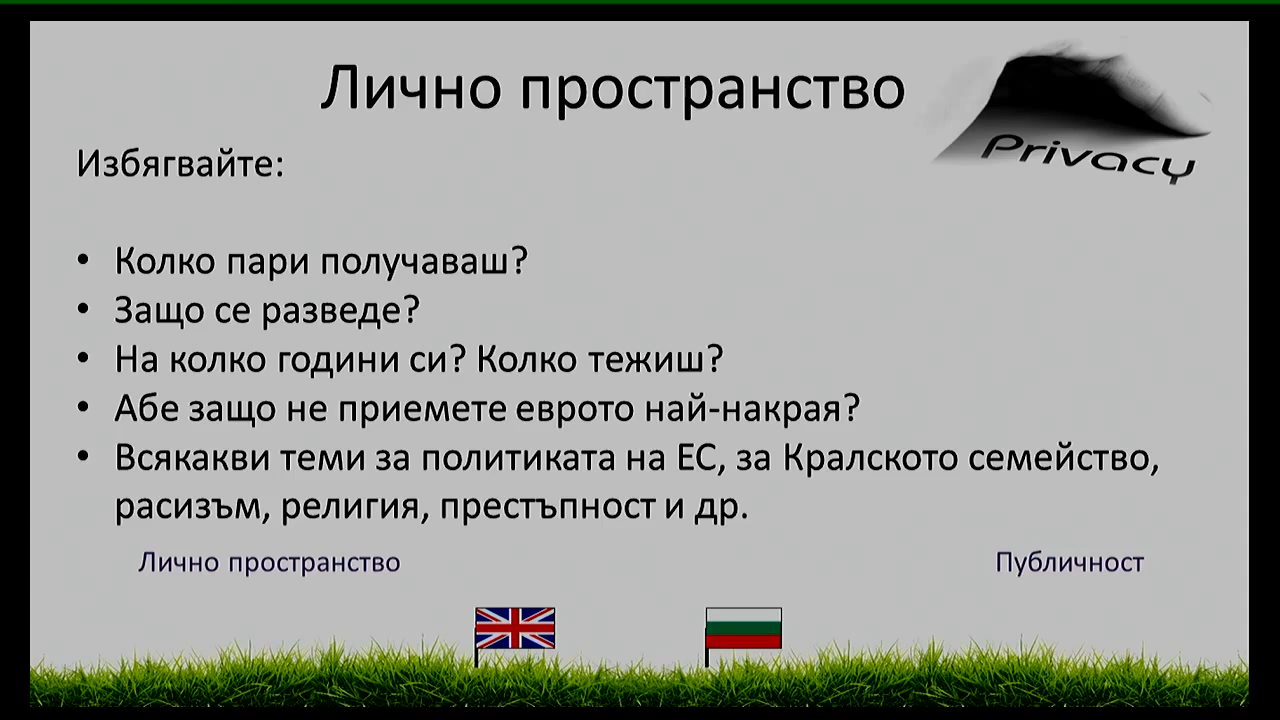 Лично пространство
Privacy
Избягвайте:
• Колко пари получаваш?
• Защо се разведе?
• На колко години си? Колко тежиш?
• Абе защо не приемете еврото най-накрая?
• Всякакви теми за политиката на ЕС, за Кралското семейство,
расизъм, религия, престъпност и др.
Лично пространство
Публичност